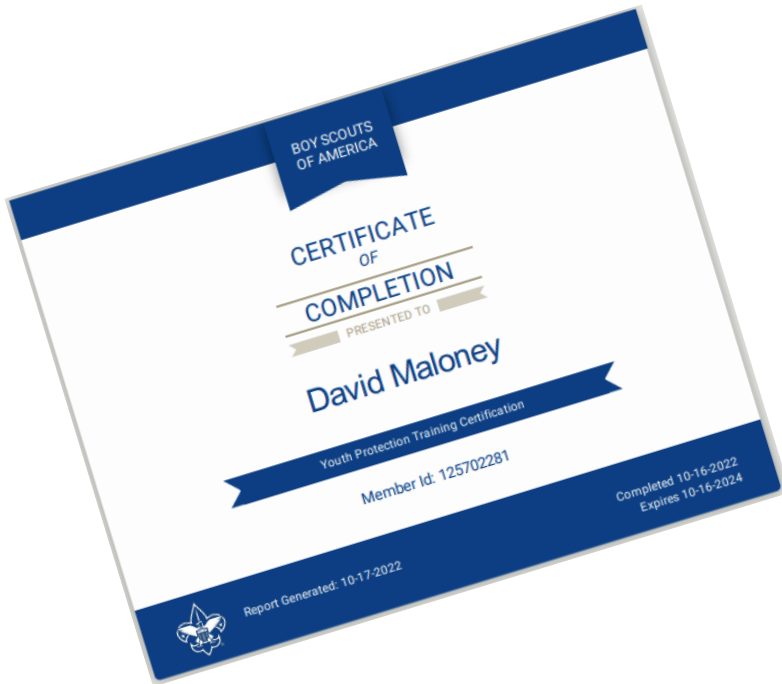 BOY SCOUTS
OF AMERICA
CERTIFICATE
OF
COMPLETION
PRESENTED TO
David Maloney
Youth Protection Training Certification
Member Id: 125702281
Completed 10-16-2022
Expires 10-16-2024
Report Generated: 10-17-2022